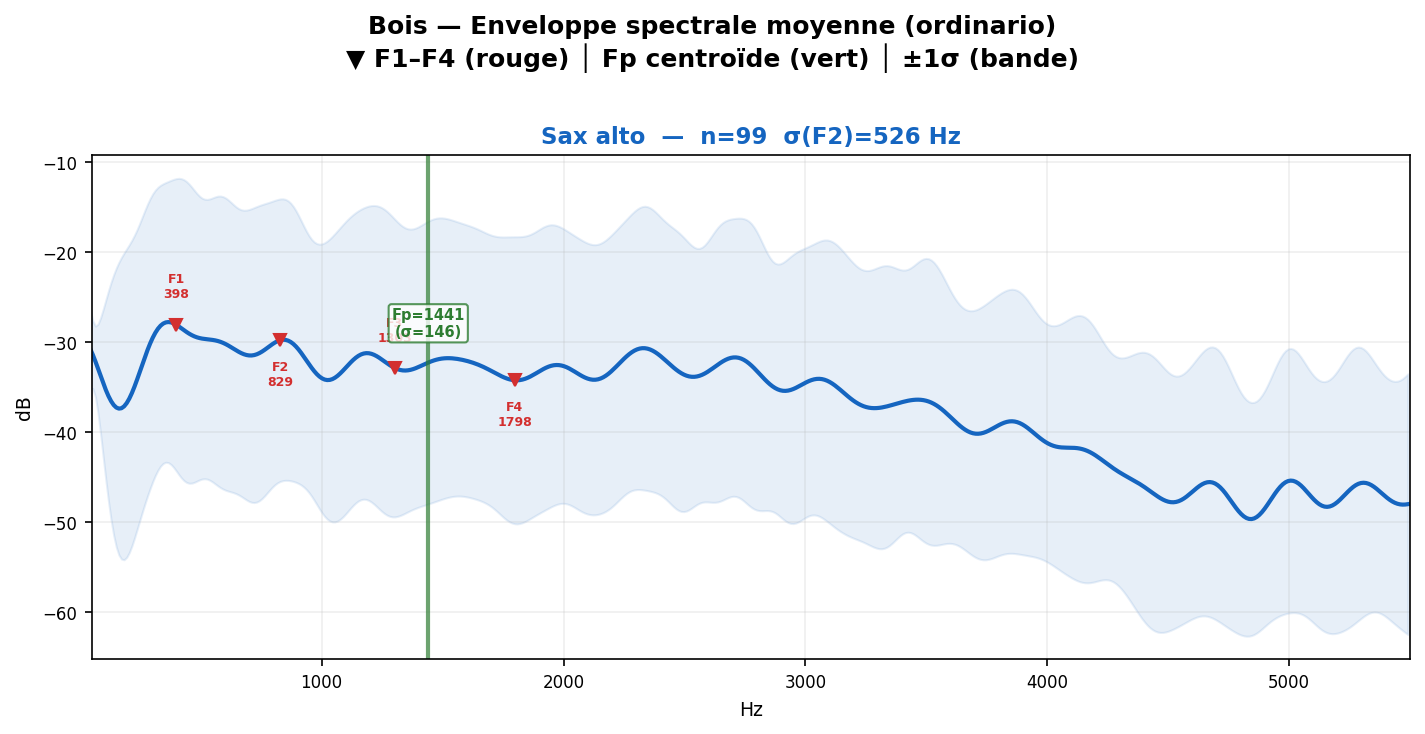 Bois — Enveloppe spectrale moyenne (ordinario)
▼ F1–F4 (rouge) │ Fp centroïde (vert) │ ±1σ (bande)
Sax alto — n=99 σ(F2)=526 Hz
−10
−20
−30
−40
−50
−60
dB
F1
398
F2
829
Fp=1441
(σ=146)
F4
1798
1000
2000
3000
4000
5000
Hz